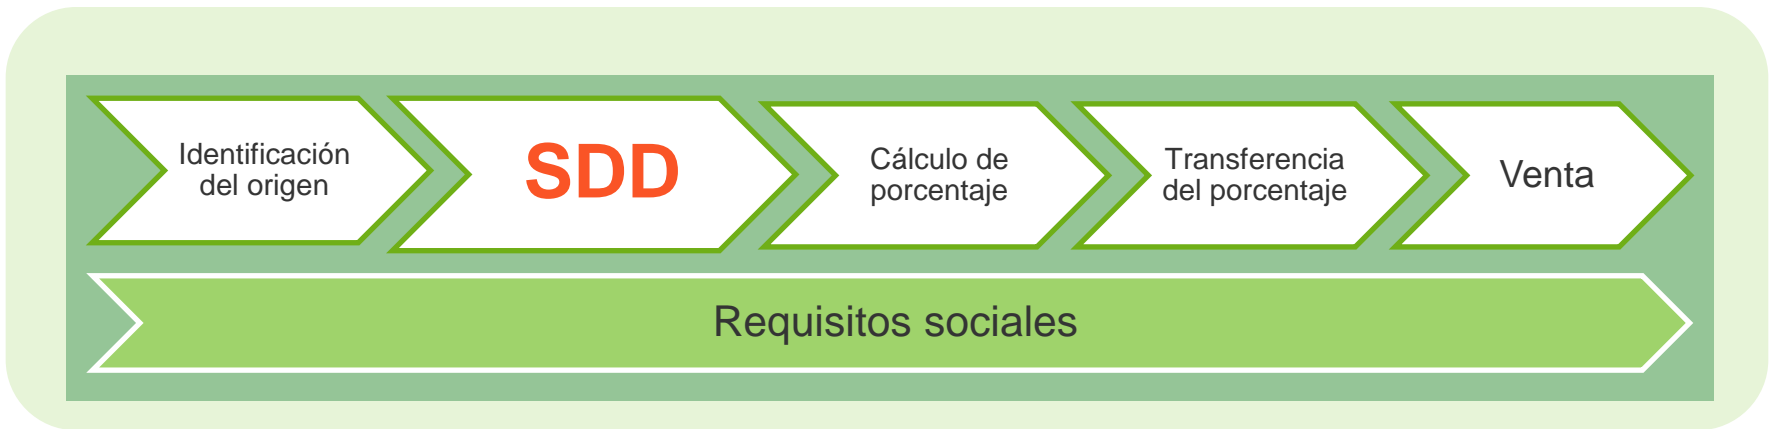 Identificación
del origen
SDD
Cálculo de
porcentaje
Transferencia
del porcentaje
Venta
Requisitos sociales